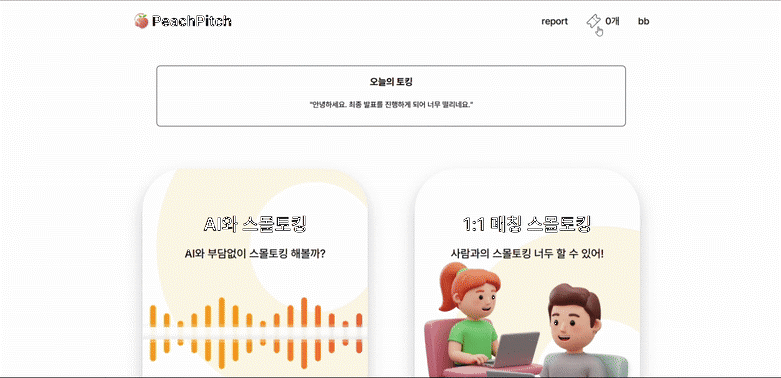 PeachPitch
report
0개
bb
오늘의 토킹
"안녕하세요. 최종 발표를 진행하게 되어 너무 떨리네요."
AI와 스몰토킹
1:1 매칭 스몰토킹
AI와 부담없이 스몰토킹 해볼까?
사람과의 스몰토킹 너두 할 수 있어!